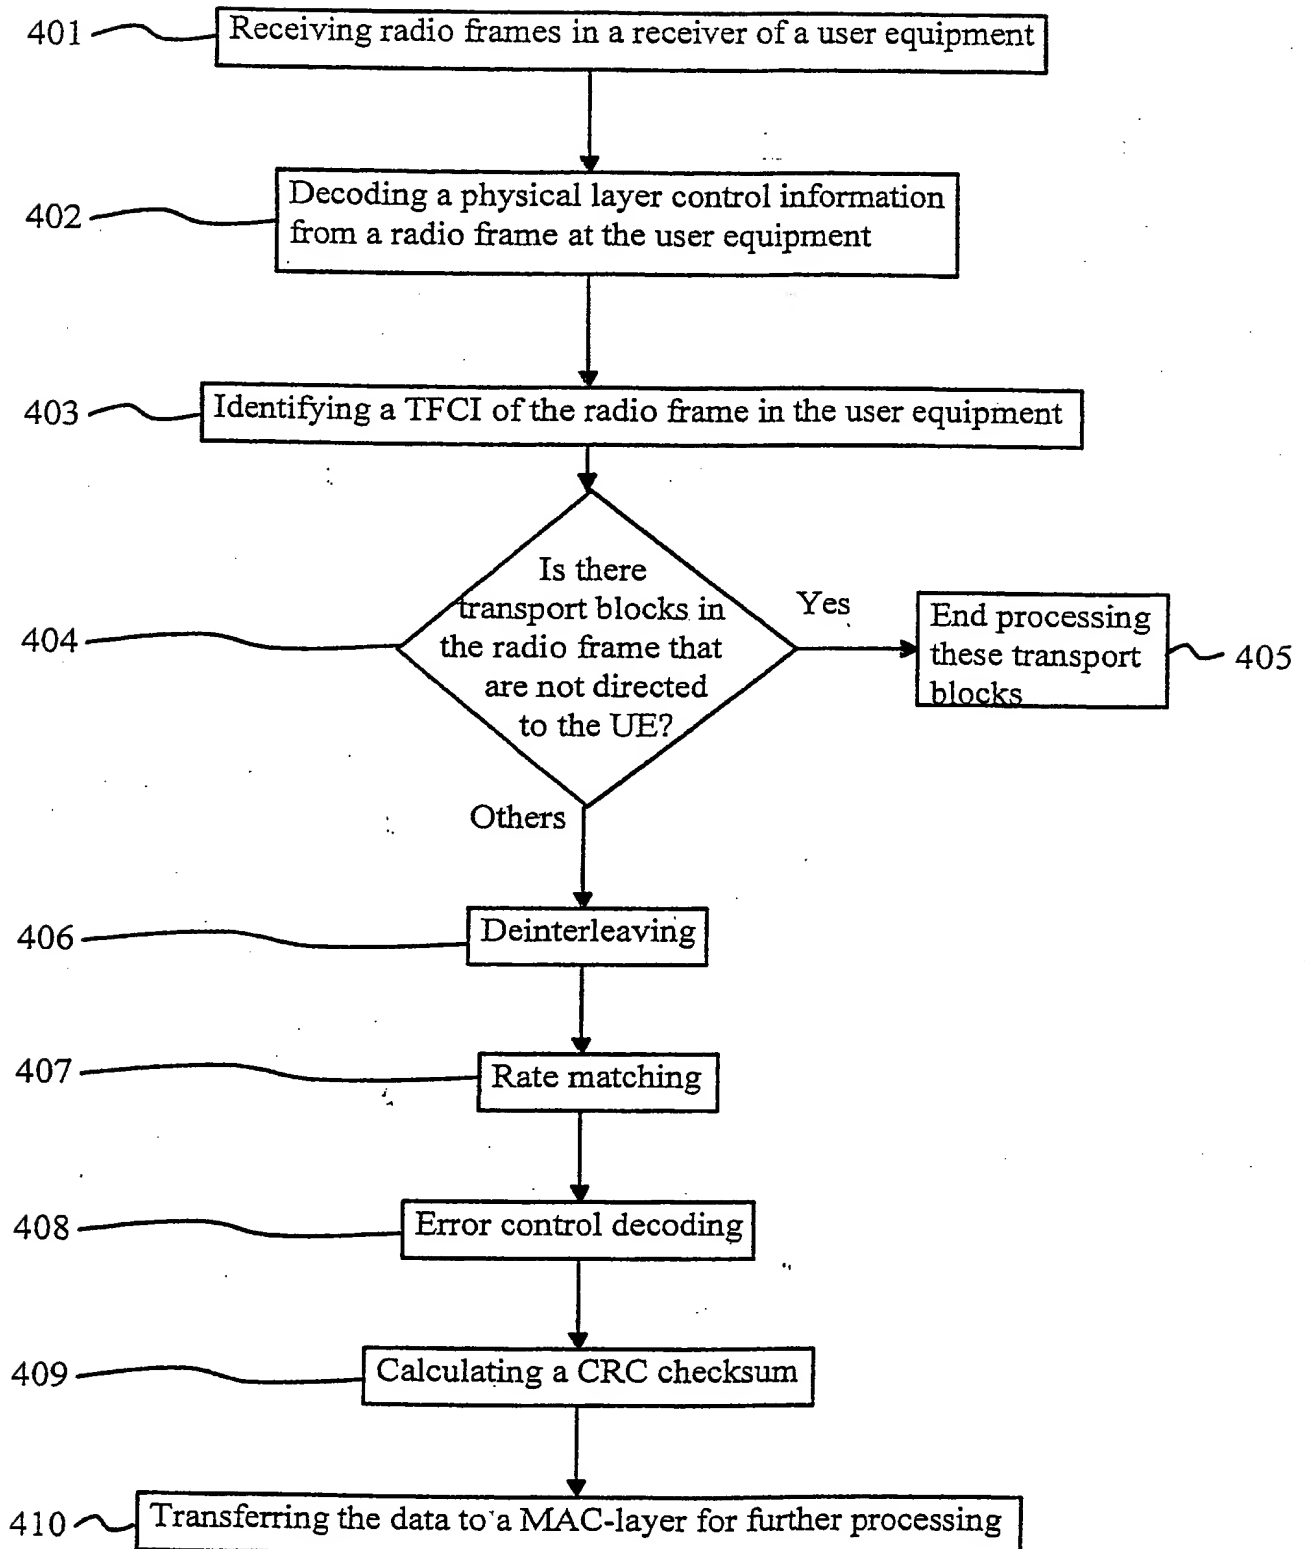 401
Receiving radio frames in a receiver of a user equipment
402
Decoding a physical layer control information
from a radio frame at the user equipment
403
Identifying a TFCI of the radio frame in the user equipment
404
Is there
transport blocks in
the radio frame that
are not directed
to the UE?
Yes
End processing
these transport
blocks
405
Others
406
Deinterleaving
407
Rate matching
408
Error control decoding
409
Calculating a CRC checksum
410
Transferring the data to a MAC-layer for further processing